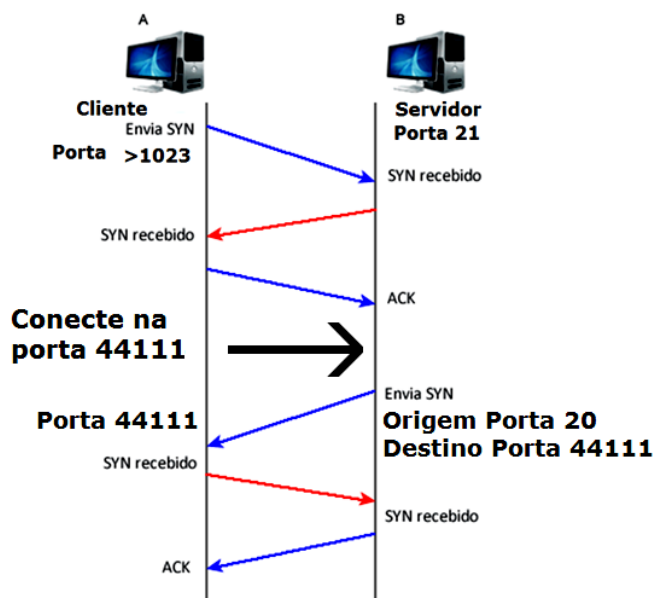 A
B
Cliente
Servidor
Envia SYN
Porta 21
Porta >1023
SYN recebido
SYN recebido
ACK
Conecte na
porta 44111
Envia SYN
Porta 44111
Origem Porta 20
Destino Porta 44111
SYN recebido
SYN recebido
ACK